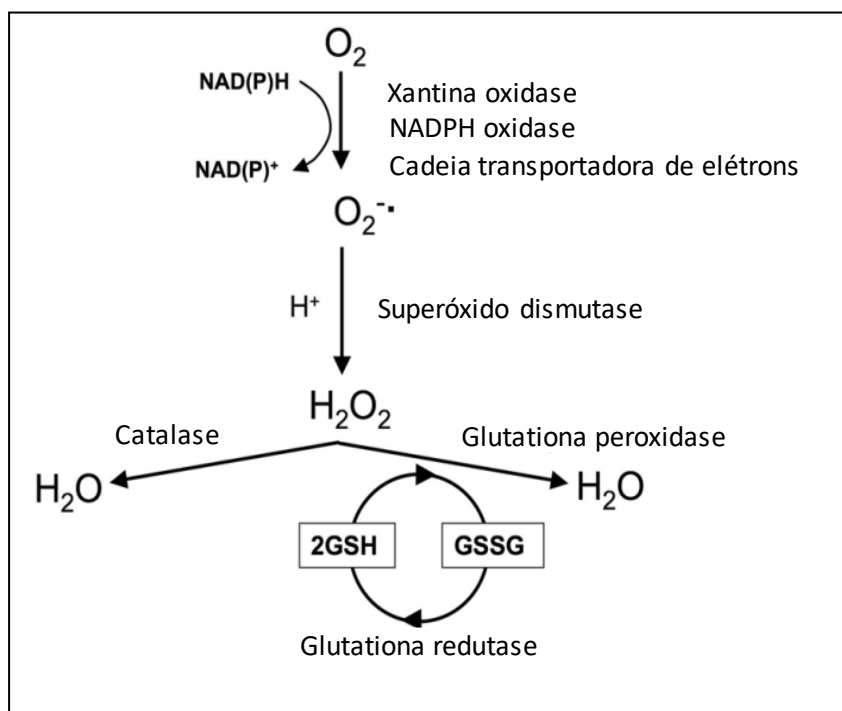 O₂
NAD(P)H
Xantina oxidase
NADPH oxidase
NAD(P)⁺
Cadeia transportadora de elétrons
O₂⁻·
H⁺
Superóxido dismutase
H₂O₂
Catalase
Glutationa peroxidase
H₂O
H₂O
2GSH
GSSG
Glutationa redutase